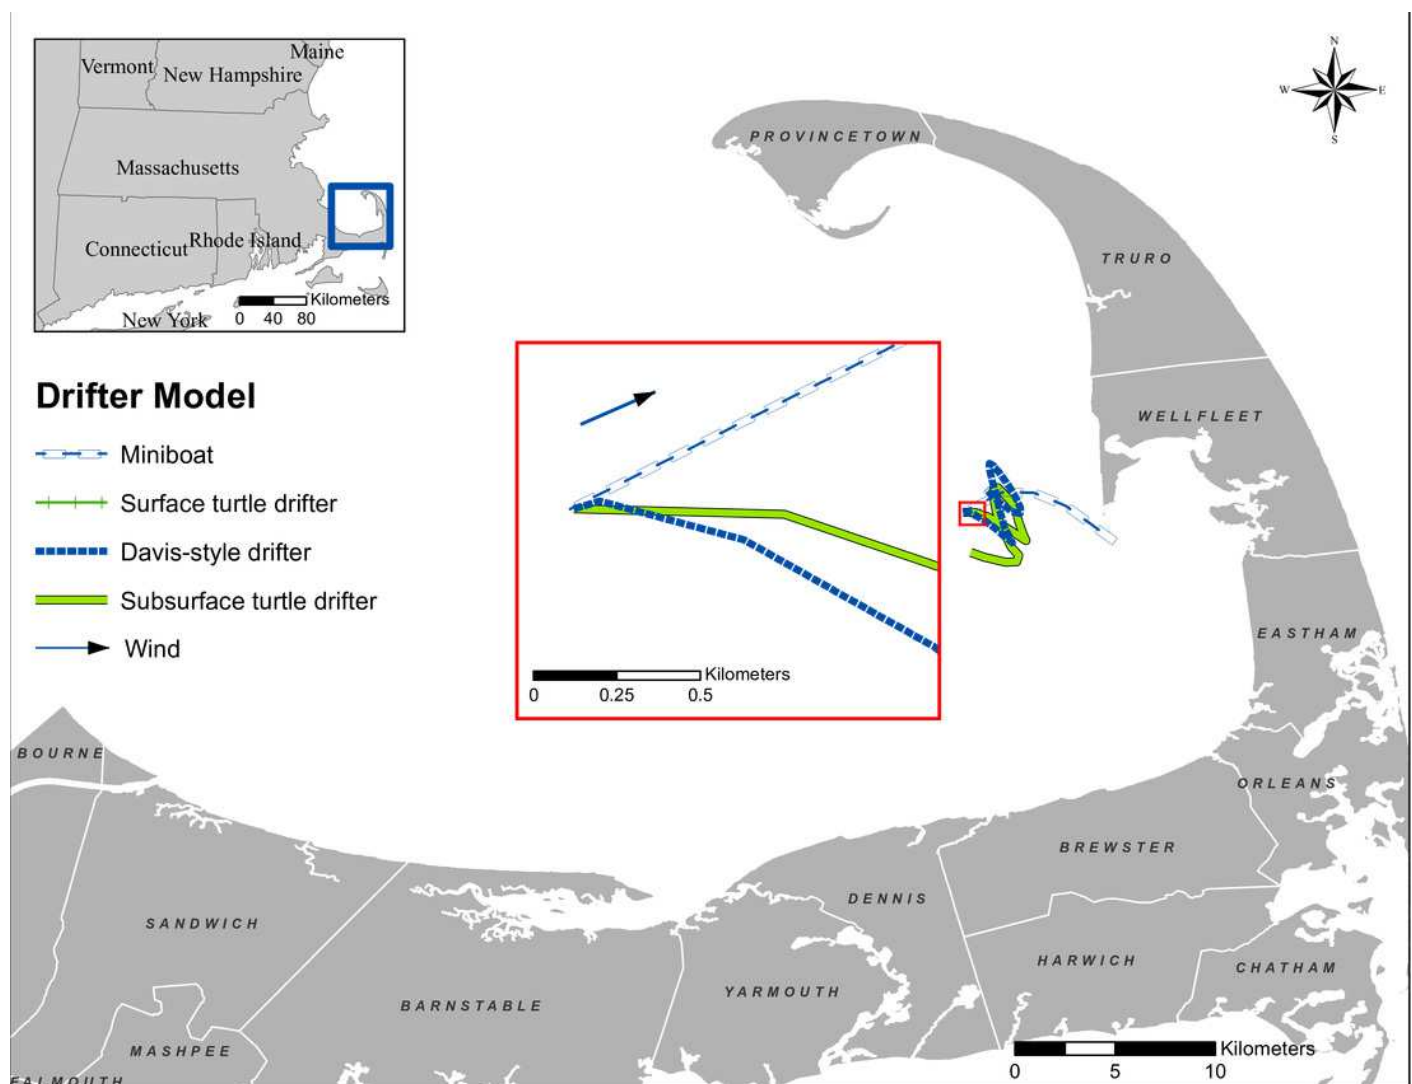 Maine
Vermont
New Hampshire
Massachusetts
Connecticut
Rhode Island
Kilometers
0 40 80
New York
N
W E
S
PROVINCETOWN
TRURO
WELLFLEET
Drifter Model
Miniboat
Surface turtle drifter
Davis-style drifter
Subsurface turtle drifter
Wind
Kilometers
0 0.25 0.5
EASTHAM
BOURNE
ORLEANS
BREWSTER
DENNIS
SANDWICH
HARWICH
CHATHAM
YARMOUTH
BARNSTABLE
MASHPEE
FALMOUTH
Kilometers
0 5 10